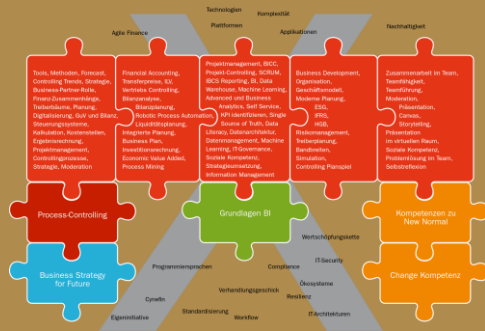 Technologien
Komplexität
Plattformen
Nachhaltigkeit
Agile Finance
Applikationen
Tools, Methoden, Forecast,
Controlling Trends, Strategie,
Business-Partner-Rolle,
Finanz-Zusammenhänge,
Treiberbäume, Planung,
Digitalisierung, GuV und Bilanz,
Steuerungssysteme,
Kalkulation, Kostenstellen,
Ergebnisrechnung,
Projektmanagement,
Controllingprozesse,
Strategie, Moderation
Financial Accounting,
Transferpreise, ILV,
Vertriebs Controlling,
Bilanzanalyse,
Bilanzplanung,
Robotic Process Automation,
Liquiditätsplanung,
Integrierte Planung,
Business Plan,
Investitionsrechnung,
Economic Value Added,
Process Mining
Projektmanagement, BICC,
Projekt-Controlling, SCRUM,
IBCS Reporting, BI, Data
Warehouse, Machine Learning,
Advanced und Business
Analytics, Self Service,
KPI identifizieren, Single
Source of Truth, Data
Literacy, Datenarchitektur,
Datenmanagement, Machine
Learning, IT-Governance,
Soziale Kompetenz,
Strategieumsetzung,
Information Management
Business Development,
Organisation,
Geschäftsmodell,
Moderne Planung,
ESG,
IFRS,
HGB,
Risikomanagement,
Treiberplanung,
Bandbreiten,
Simulation,
Controlling Planspiel
Zusammenarbeit im Team,
Teamfähigkeit,
Teamführung,
Moderation,
Präsentation,
Canvas,
Storytelling,
Präsentation
im virtuellen Raum,
Soziale Kompetenz,
Problemlösung im Team,
Selbstreflexion
Process-Controlling
Grundlagen BI
Kompetenzen zu
New Normal
Business Strategy
for Future
Change Kompetenz
Wertschöpfungskette
IT-Security
Programmiersprachen
Compliance
Ökosysteme
Verhandlungsgeschick
Resilienz
Cynefin
Standardisierung
IT-Architekturen
Eigeninitiative
Workflow